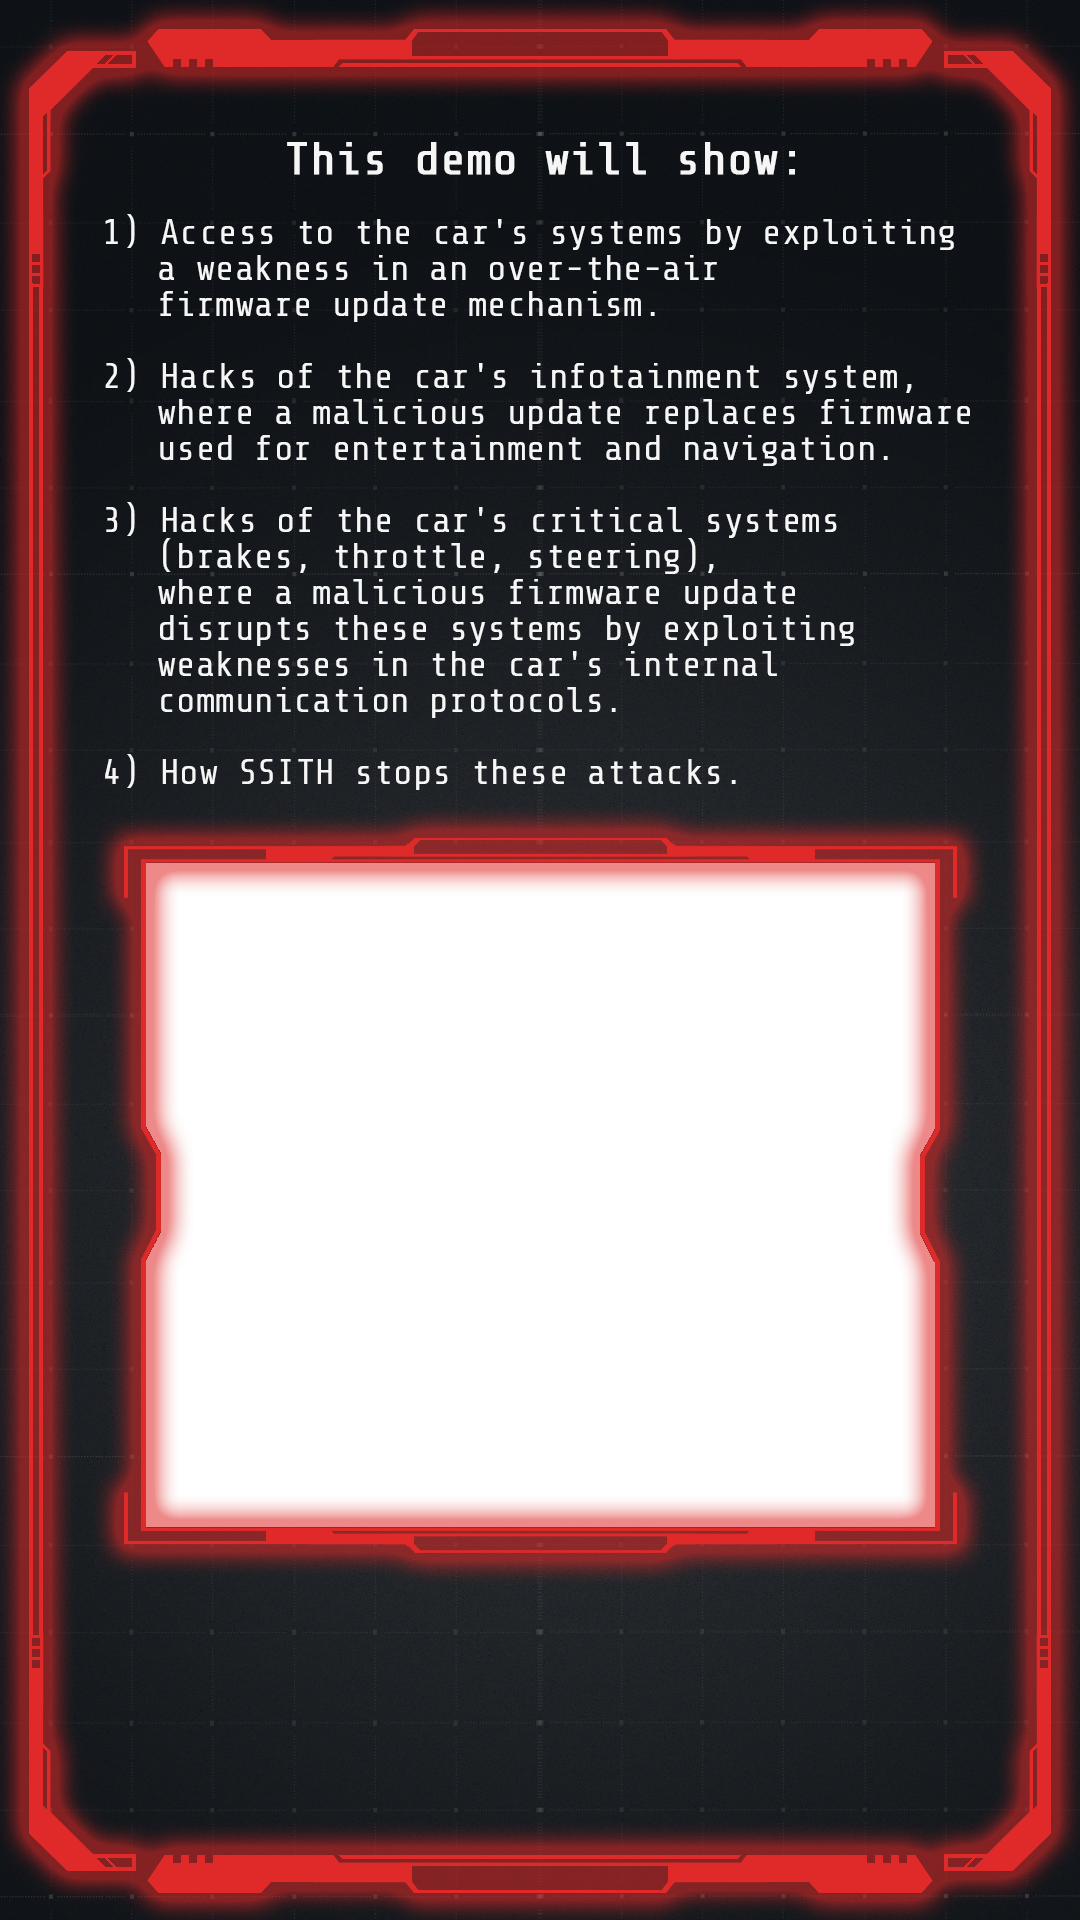 This demo will show:
1) Access to the car's systems by exploiting
a weakness in an over-the-air
firmware update mechanism.
2) Hacks of the car's infotainment system,
where a malicious update replaces firmware
used for entertainment and navigation.
3) Hacks of the car's critical systems
(brakes, throttle, steering),
where a malicious firmware update
disrupts these systems by exploiting
weaknesses in the car's internal
communication protocols.
4) How SSITH stops these attacks.